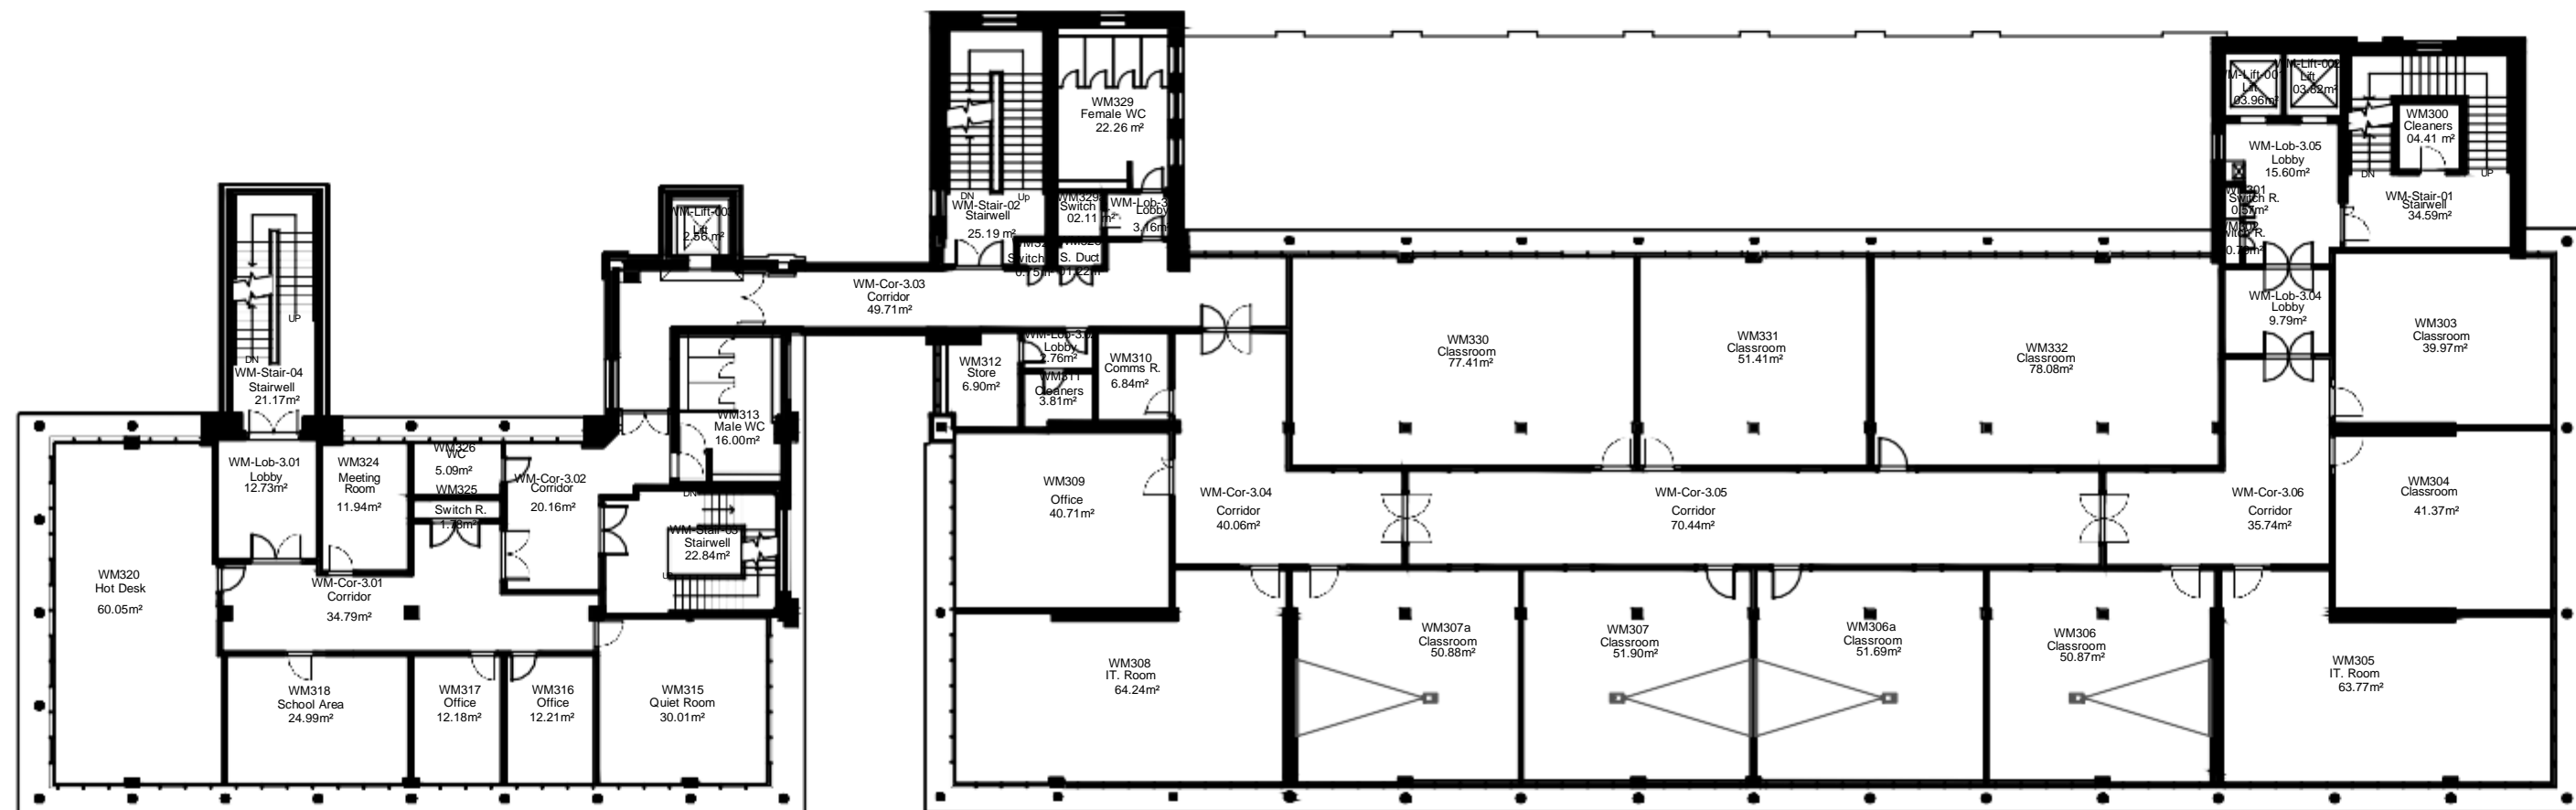 WM329
Female WC
22.26 m²
DN
Up
WM-Stair-02
Stairwell
25.19 m²
Switch
02.11 m²
Lobby
3.16m²
Switch
S. Duct
WM-Lift-002
Lift
03.82m²
Lift
03.96m²
WM300
Cleaners
04.41 m²
WM-Lob-3.05
Lobby
15.60m²
DN
UP
WM-Stair-01
Stairwell
34.59m²
Switch R.
WM-Lob-3.04
Lobby
9.79m²
WM303
Classroom
39.97m²
Lift
UP
DN
WM-Stair-04
Stairwell
21.17m²
WM-Cor-3.03
Corridor
49.71m²
WM312
Store
6.90m²
Lobby
2.76m²
WM311
Cleaners
3.81m²
WM310
Comms R.
6.84m²
WM330
Classroom
77.41m²
WM331
Classroom
51.41m²
WM332
Classroom
78.08m²
WM313
Male WC
16.00m²
WM-Lob-3.01
Lobby
12.73m²
WM324
Meeting
Room
11.94m²
WM326
WC
5.09m²
WM325
Switch R.
WM-Cor-3.02
Corridor
20.16m²
DN
WM-Stair-03
Stairwell
22.84m²
WM309
Office
40.71m²
WM-Cor-3.04
Corridor
40.06m²
WM-Cor-3.05
Corridor
70.44m²
WM-Cor-3.06
Corridor
35.74m²
WM304
Classroom
41.37m²
WM320
Hot Desk
60.05m²
WM-Cor-3.01
Corridor
34.79m²
WM318
School Area
24.99m²
WM317
Office
12.18m²
WM316
Office
12.21m²
WM315
Quiet Room
30.01m²
WM308
IT. Room
64.24m²
WM307a
Classroom
50.88m²
WM307
Classroom
51.90m²
WM306a
Classroom
51.69m²
WM306
Classroom
50.87m²
WM305
IT. Room
63.77m²